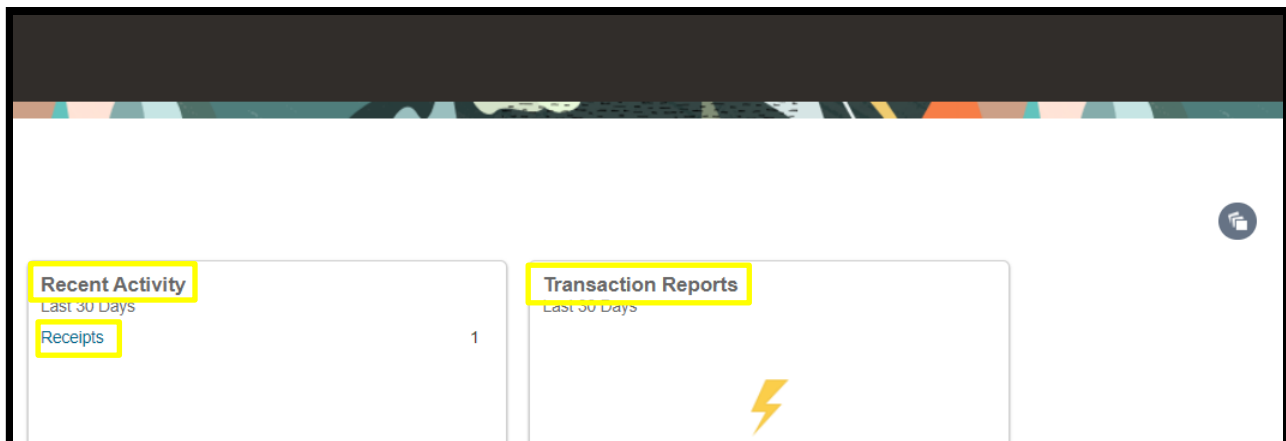 Recent Activity
Last 30 Days
Receipts 1
Transaction Reports
Last 30 Days